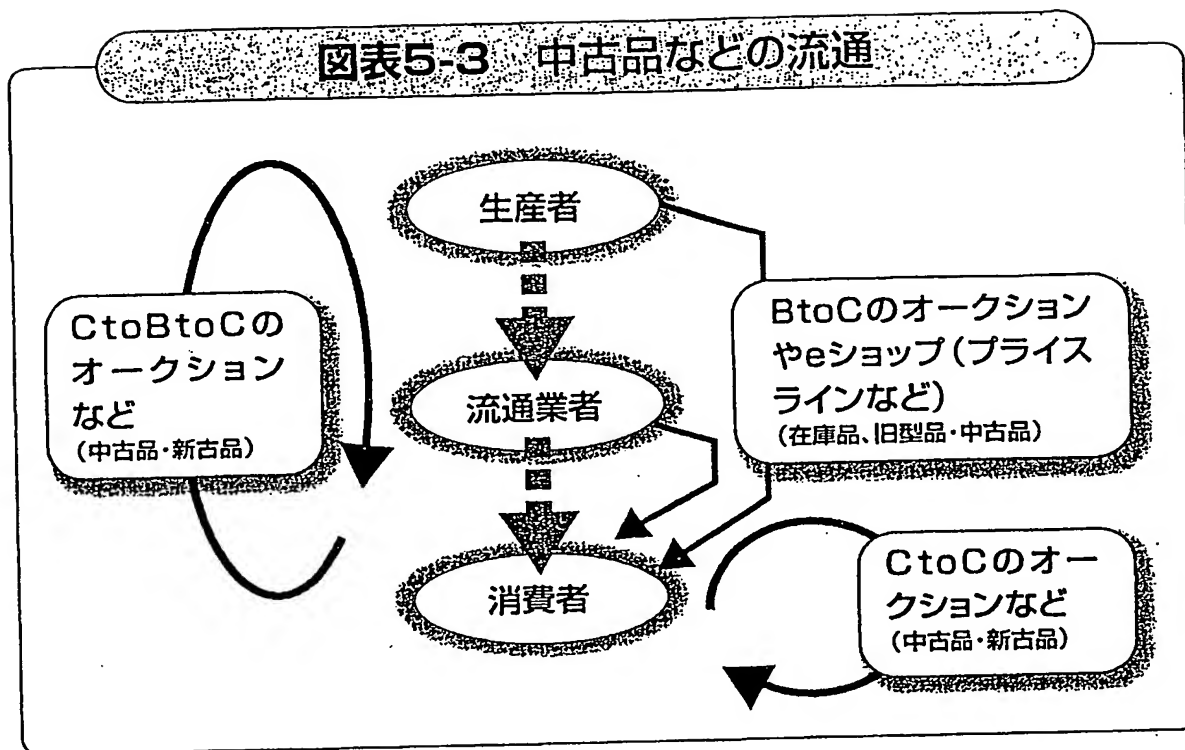 図表5-3 中古品などの流通
生産者
CtoBtoCの
オークション
など
(中古品・新古品)
BtoCのオークション
やeショップ(プライス
ラインなど)
(在庫品、旧型品・中古品)
流通業者
消費者
CtoCのオー
クションなど
(中古品・新古品)